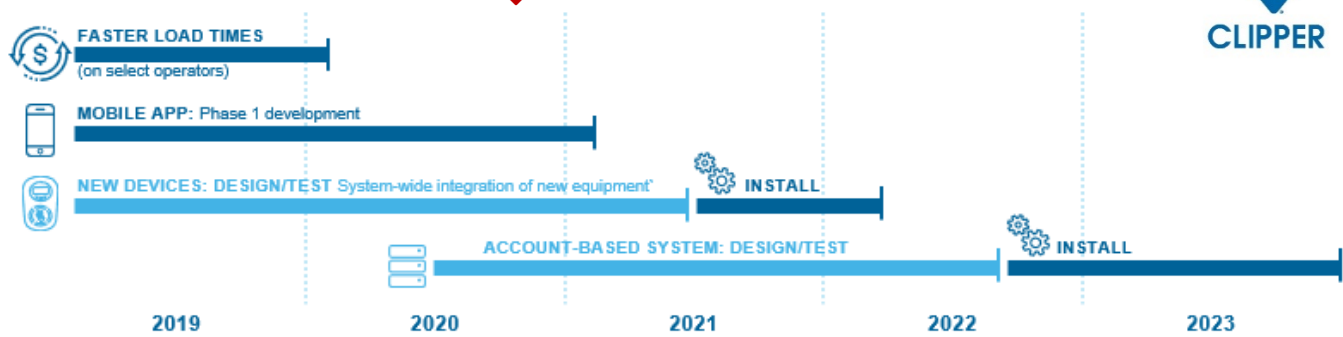 CLIPPER
$
FASTER LOAD TIMES
(on select operators)
MOBILE APP: Phase 1 development
NEW DEVICES: DESIGN/TEST System-wide integration of new equipment*
INSTALL
ACCOUNT-BASED SYSTEM: DESIGN/TEST
INSTALL
2019 2020 2021 2022 2023